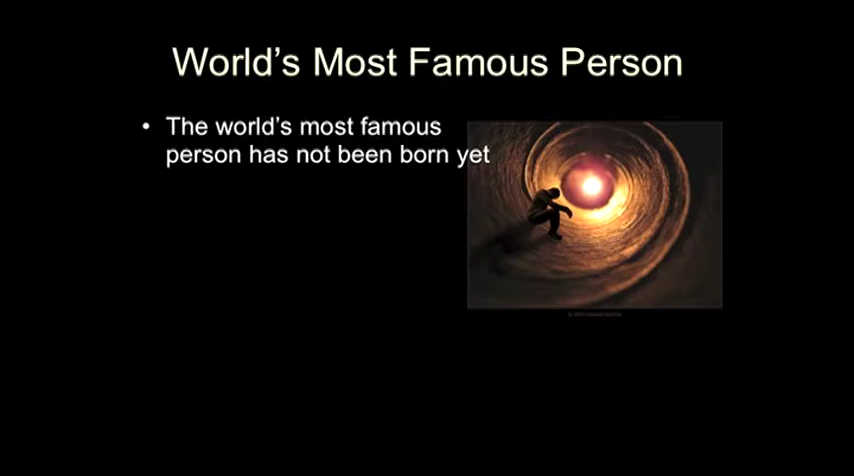 World's Most Famous Person
• The world's most famous
person has not been born yet